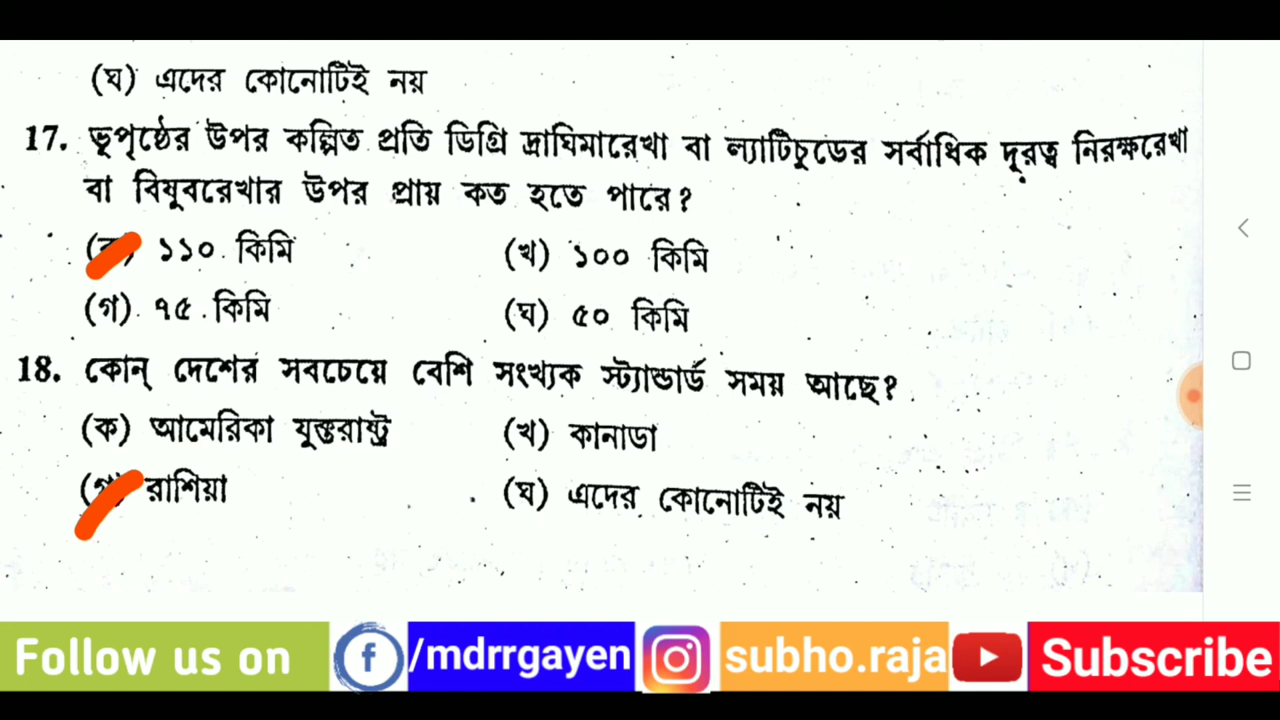 (ঘ) এদের কোনোটিই নয়
17. ভূপৃষ্ঠের উপর কল্পিত প্রতি ডিগ্রি দ্রাঘিমারেখা বা ল্যাটিচুডের সর্বাধিক দূরত্ব নিরক্ষরেখা
বা বিষুবরেখার উপর প্রায় কত হতে পারে?
(ক) ১১০ কিমি (খ) ১০০ কিমি
(গ) ৭৫ কিমি (ঘ) ৫০ কিমি
18. কোন্ দেশের সবচেয়ে বেশি সংখ্যক স্ট্যান্ডার্ড সময় আছে?
(ক) আমেরিকা যুক্তরাষ্ট্র (খ) কানাডা
(গ) রাশিয়া (ঘ) এদের কোনোটিই নয়
Follow us on f /mdrrgayen subho.raja Subscribe